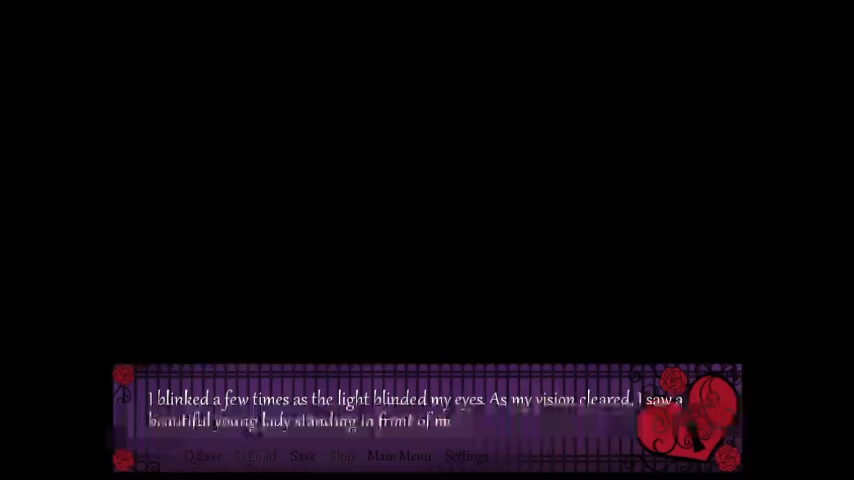 I blinked a few times as the light blinded my eyes. As my vision cleared, I saw a
beautiful young lady standing in front of m
Q.Save Q.Load Save Skip Main Menu Settings